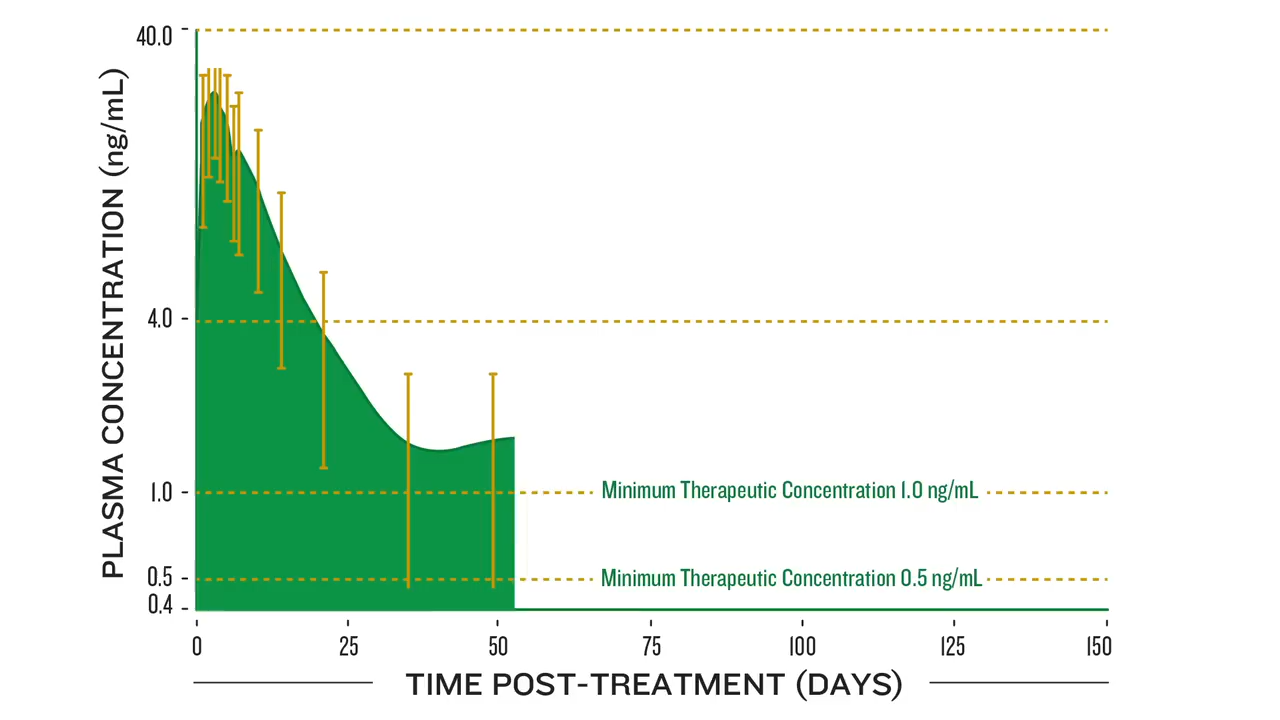 40.0
PLASMA CONCENTRATION (ng/mL)
4.0
1.0
Minimum Therapeutic Concentration 1.0 ng/mL
0.5
Minimum Therapeutic Concentration 0.5 ng/mL
0.4
0 25 50 75 100 125 150
TIME POST-TREATMENT (DAYS)